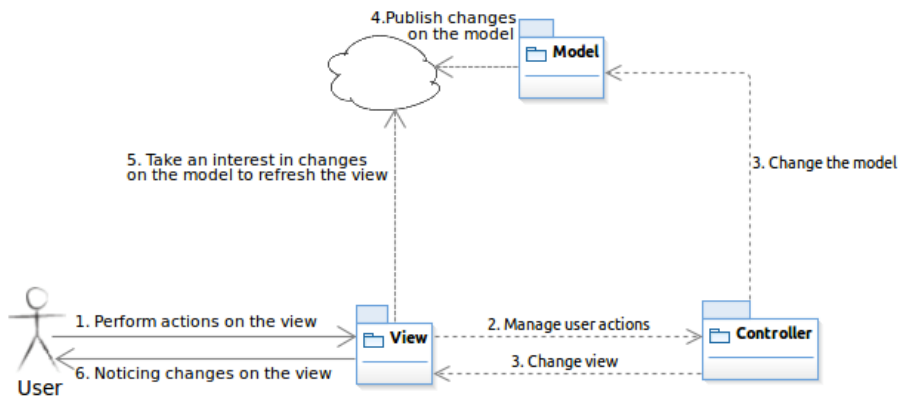 4.Publish changes
on the model
Model
5. Take an interest in changes
on the model to refresh the view
3. Change the model
1. Perform actions on the view
View
2. Manage user actions
Controller
3. Change view
6. Noticing changes on the view
User